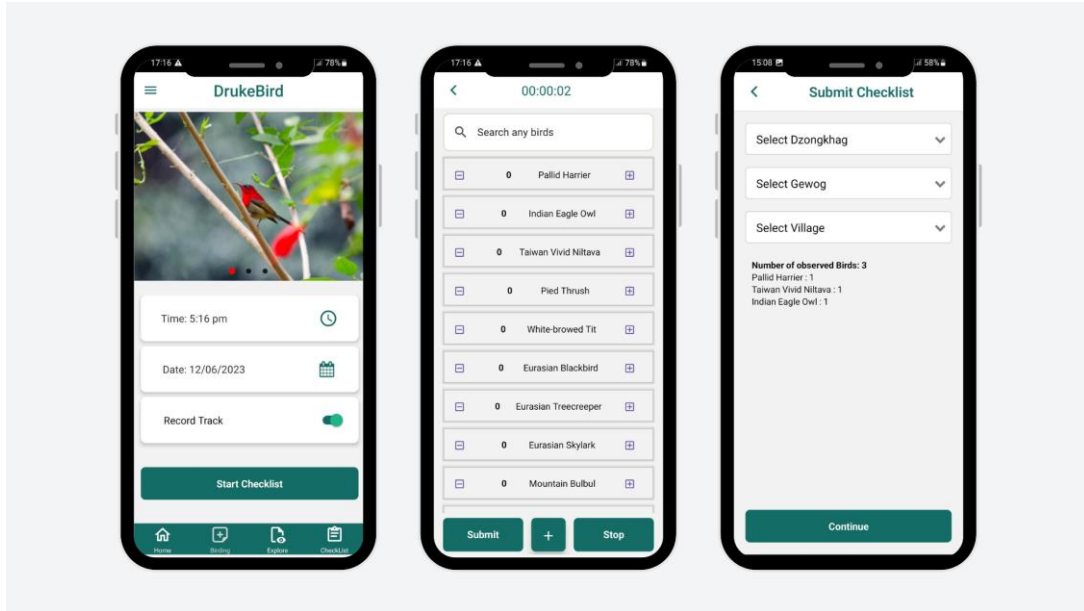 17:16
78%
DrukeBird
Time: 5:16 pm
Date: 12/06/2023
Record Track
Start Checklist
Home
Birding
Explore
CheckList
17:16
78%
00:00:02
Search any birds
0 Pallid Harrier
0 Indian Eagle Owl
0 Taiwan Vivid Niltava
0 Pied Thrush
0 White-browed Tit
0 Eurasian Blackbird
0 Eurasian Treecreeper
0 Eurasian Skylark
0 Mountain Bulbul
Submit + Stop
15:08
58%
Submit Checklist
Select Dzongkhag
Select Gewog
Select Village
Number of observed Birds: 3
Pallid Harrier : 1
Taiwan Vivid Niltava : 1
Indian Eagle Owl : 1
Continue